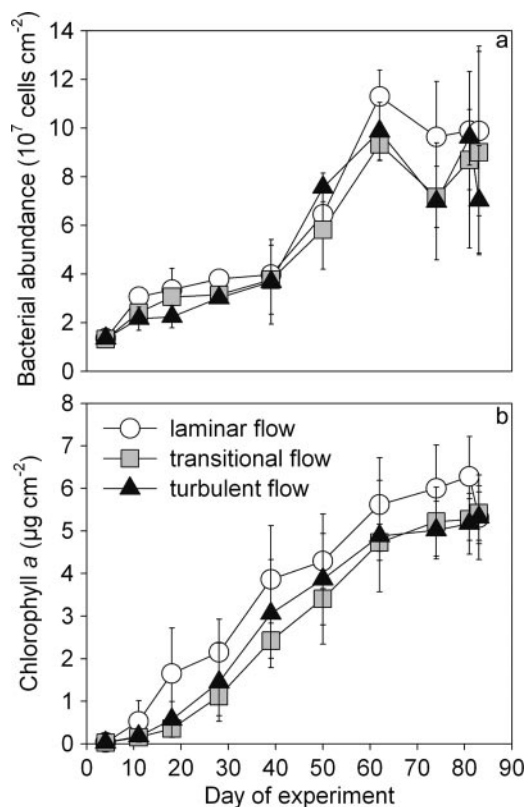 14
12
10
8
6
4
2
0
Bacterial abundance (10⁷ cells cm⁻²)
a
8
7
6
5
4
3
2
1
0
Chlorophyll a (µg cm⁻²)
b
laminar flow
transitional flow
turbulent flow
0 10 20 30 40 50 60 70 80 90
Day of experiment